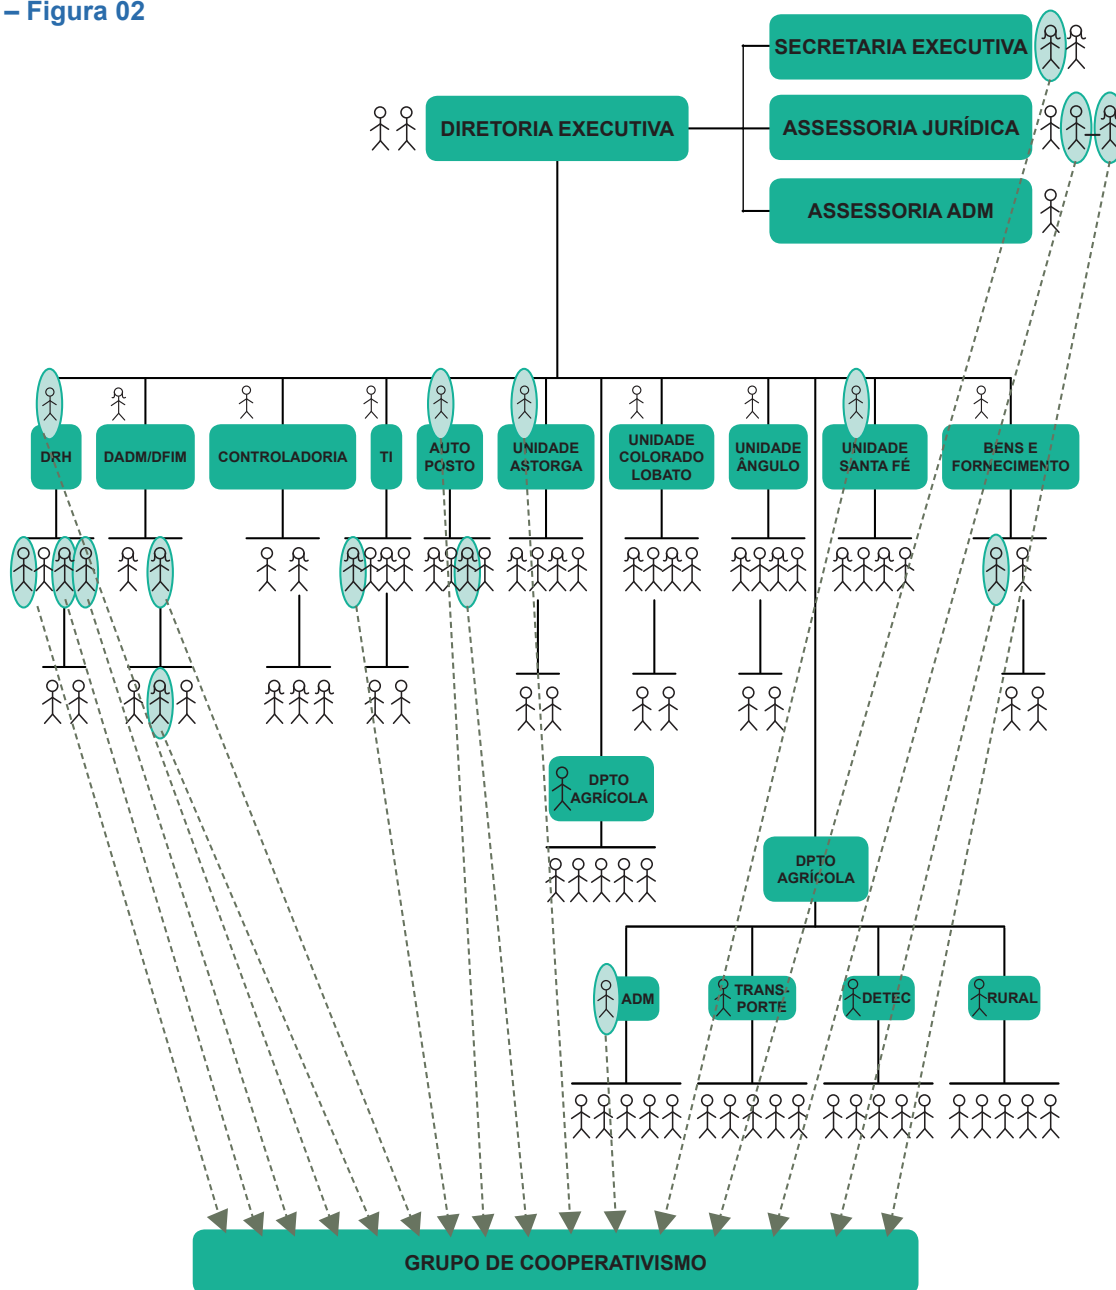 – Figura 02
SECRETARIA EXECUTIVA
DIRETORIA EXECUTIVA
ASSESSORIA JURÍDICA
ASSESSORIA ADM
DRH
DADM/DFIM
CONTROLADORIA
TI
AUTO
POSTO
UNIDADE
ASTORGA
UNIDADE
COLORADO
LOBATO
UNIDADE
ÂNGULO
UNIDADE
SANTA FÉ
BENS E
FORNECIMENTO
DPTO
AGRÍCOLA
DPTO
AGRÍCOLA
ADM
TRANS-
PORTE
DETEC
RURAL
GRUPO DE COOPERATIVISMO